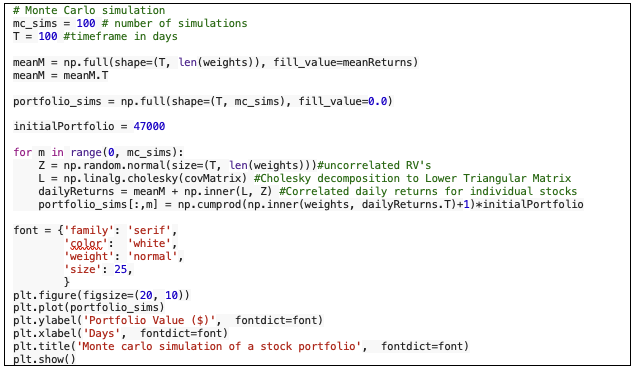 # Monte Carlo simulation
mc_sims = 100 # number of simulations
T = 100 #timeframe in days
meanM = np.full(shape=(T, len(weights)), fill_value=meanReturns)
meanM = meanM.T
portfolio_sims = np.full(shape=(T, mc_sims), fill_value=0.0)
initialPortfolio = 47000
for m in range(0, mc_sims):
    Z = np.random.normal(size=(T, len(weights)))#uncorrelated RV's
    L = np.linalg.cholesky(covMatrix) #Cholesky decomposition to Lower Triangular Matrix
    dailyReturns = meanM + np.inner(L, Z) #Correlated daily returns for individual stocks
    portfolio_sims[:,m] = np.cumprod(np.inner(weights, dailyReturns.T)+1)*initialPortfolio
font = {'family': 'serif',
        'color':  'white',
        'weight': 'normal',
        'size': 25,
        }
plt.figure(figsize=(20, 10))
plt.plot(portfolio_sims)
plt.ylabel('Portfolio Value ($)',  fontdict=font)
plt.xlabel('Days',  fontdict=font)
plt.title('Monte carlo simulation of a stock portfolio',  fontdict=font)
plt.show()